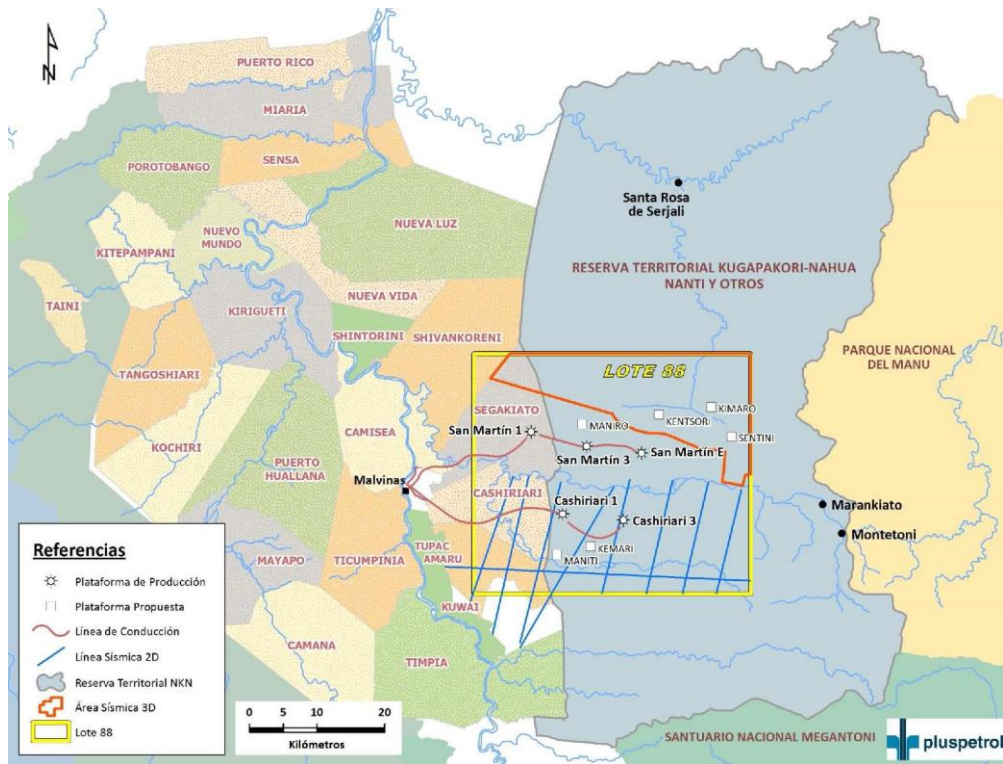 N
PUERTO RICO
MIARIA
SENSA
POROTOBANGO
NUEVA LUZ
NUEVO
MUNDO
KITEPAMPANI
TAINI
NUEVA VIDA
KIRIGUETI
SHINTORINI
SHIVANKORENI
TANGOSHIARI
Santa Rosa
de Serjali
RESERVA TERRITORIAL KUGAPAKORI-NAHUA
NANTI Y OTROS
PARQUE NACIONAL
DEL MANU
LOTE 88
SEGAKIATO
KIMARO
KENTSORI
MANIRO
SENTINI
San Martín 1
San Martín 3
San Martín E
CAMISEA
KOCHIRI
PUERTO
HUALLANA
Malvinas
CASHIRIARI
Cashiriari 1
Cashiriari 3
Marankiato
Montetoni
KEMARI
MANITI
TUPAC
AMARU
MAYAPO
TICUMPINIA
KUWAI
CAMANA
TIMPIA
Referencias
Plataforma de Producción
Plataforma Propuesta
Línea de Conducción
Línea Sísmica 2D
Reserva Territorial NKN
Área Sísmica 3D
Lote 88
0 5 10 20
Kilómetros
SANTUARIO NACIONAL MEGANTONI
pluspetrol